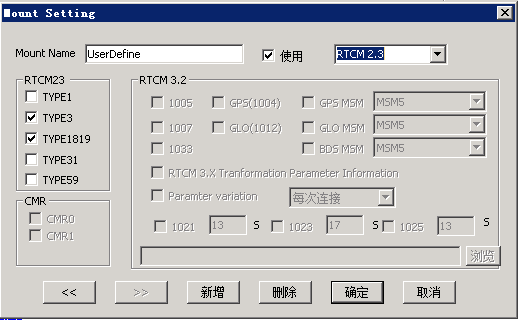 Mount Setting
Mount Name UserDefine 使用 RTCM 2.3
RTCM23
TYPE1
TYPE3
TYPE1819
TYPE31
TYPE59
CMR
CMR0
CMR1
RTCM 3.2
1005 GPS(1004) GPS MSM MSM5
1007 GLO(1012) GLO MSM MSM5
1033 BDS MSM MSM5
RTCM 3.X Tranformation Parameter Information
Paramter variation 每次连接
1021 13 S 1023 17 S 1025 13 S
浏览
<< >> 新增 删除 确定 取消